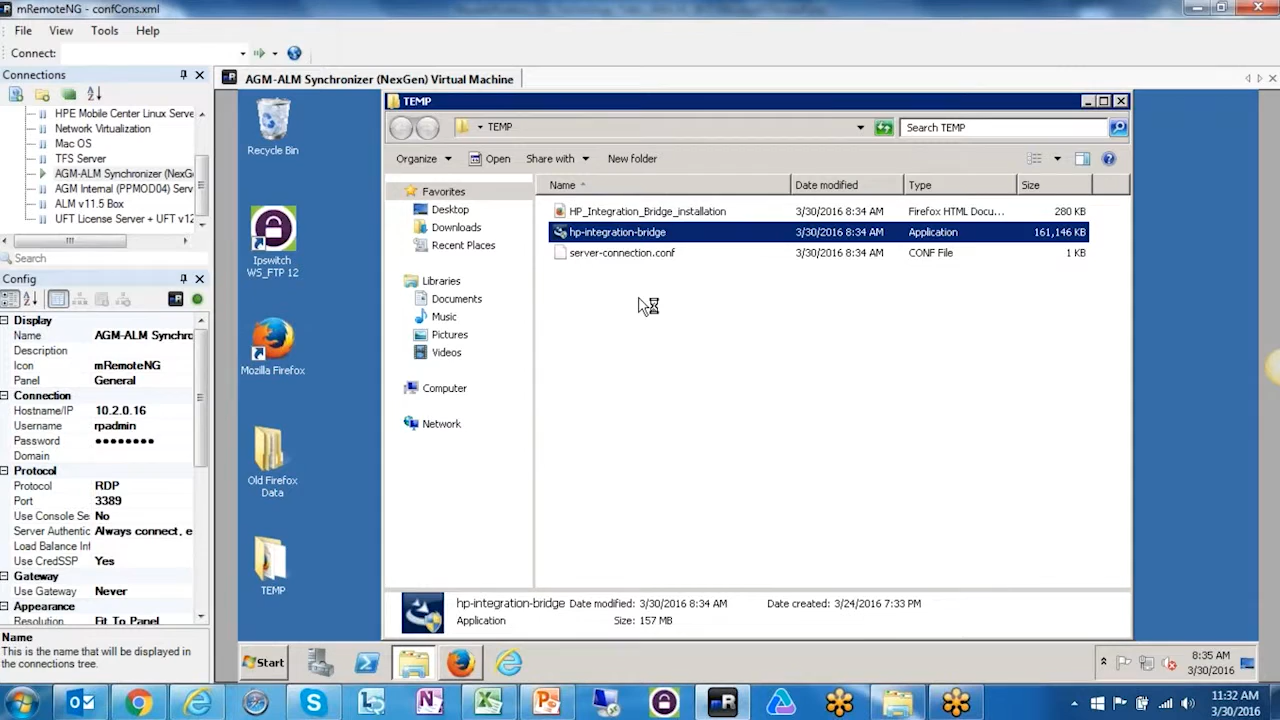 mRemoteNG - confCons.xml
File View Tools Help
Connect:
Connections
HPE Mobile Center Linux Serve
Network Virtualization
Mac OS
TFS Server
AGM-ALM Synchronizer (NexG
AGM Internal (PPMOD04) Serv
ALM v11.5 Box
UFT License Server + UFT v12
Search
Config
Display
Name AGM-ALM Synchro
Description
Icon mRemoteNG
Panel General
Connection
Hostname/IP 10.2.0.16
Username rpadmin
Password ●●●●●●●●
Domain
Protocol
Protocol RDP
Port 3389
Use Console Se No
Server Authentic Always connect, e
Load Balance Inf
Use CredSSP Yes
Gateway
Use Gateway Never
Appearance
Resolution Fit To Panel
Name
This is the name that will be displayed in
the connections tree.
AGM-ALM Synchronizer (NexGen) Virtual Machine
Recycle Bin
Ipswitch
WS_FTP 12
Mozilla Firefox
Old Firefox
Data
TEMP
TEMP
TEMP
Search TEMP
Organize Open Share with New folder
Favorites
Desktop
Downloads
Recent Places
Libraries
Documents
Music
Pictures
Videos
Computer
Network
Name Date modified Type Size
HP_Integration_Bridge_installation 3/30/2016 8:34 AM Firefox HTML Docu... 280 KB
hp-integration-bridge 3/30/2016 8:34 AM Application 161,146 KB
server-connection.conf 3/30/2016 8:34 AM CONF File 1 KB
hp-integration-bridge Date modified: 3/30/2016 8:34 AM Date created: 3/24/2016 7:33 PM
Application Size: 157 MB
Start
8:35 AM
3/30/2016
11:32 AM
3/30/2016